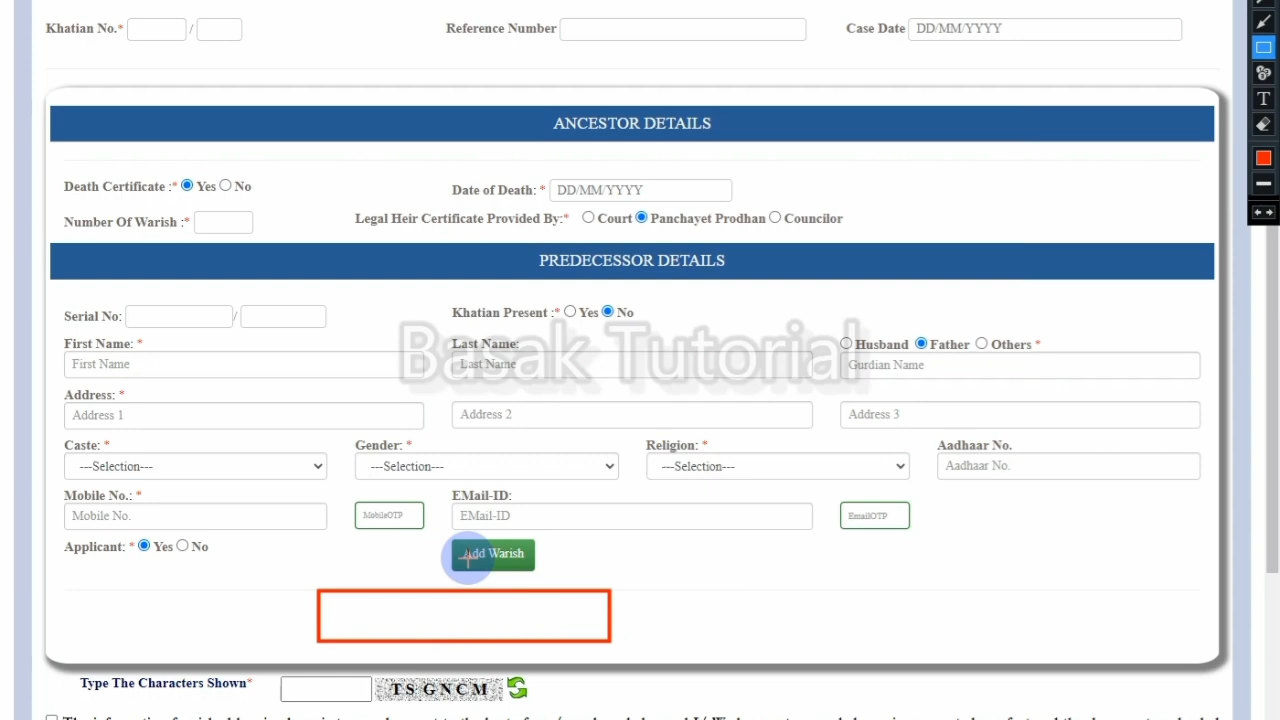 Khatian No.* / Reference Number Case Date DD/MM/YYYY
ANCESTOR DETAILS
Death Certificate :* Yes No Date of Death: * DD/MM/YYYY
Number Of Warish :* Legal Heir Certificate Provided By:* Court Panchayet Prodhan Councilor
PREDECESSOR DETAILS
Serial No: / Khatian Present :* Yes No
First Name: * Last Name: Husband Father Others *
First Name Last Name Gurdian Name
Basak Tutorial
Address: *
Address 1 Address 2 Address 3
Caste: * Gender: * Religion: * Aadhaar No.
---Selection--- ---Selection--- ---Selection--- Aadhaar No.
Mobile No.: * EMail-ID:
Mobile No. MobileOTP EMail-ID EmailOTP
Applicant: * Yes No Add Warish
Type The Characters Shown* TSGNCM